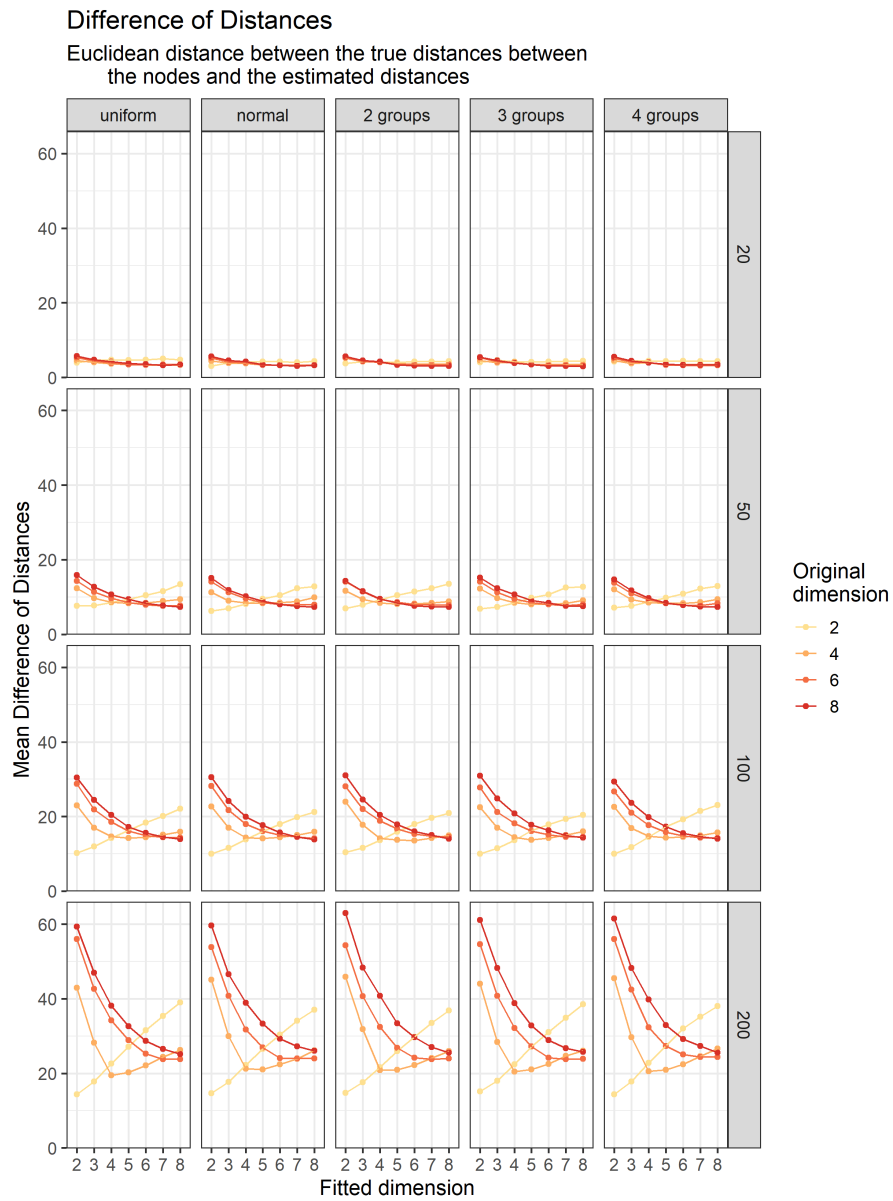 Difference of Distances
Euclidean distance between the true distances between
the nodes and the estimated distances
uniform
normal
2 groups
3 groups
4 groups
60
40
20
0
20
60
40
20
0
50
60
40
20
0
100
60
40
20
0
200
Mean Difference of Distances
2 3 4 5 6 7 8
2 3 4 5 6 7 8
2 3 4 5 6 7 8
2 3 4 5 6 7 8
2 3 4 5 6 7 8
Fitted dimension
Original
dimension
2
4
6
8